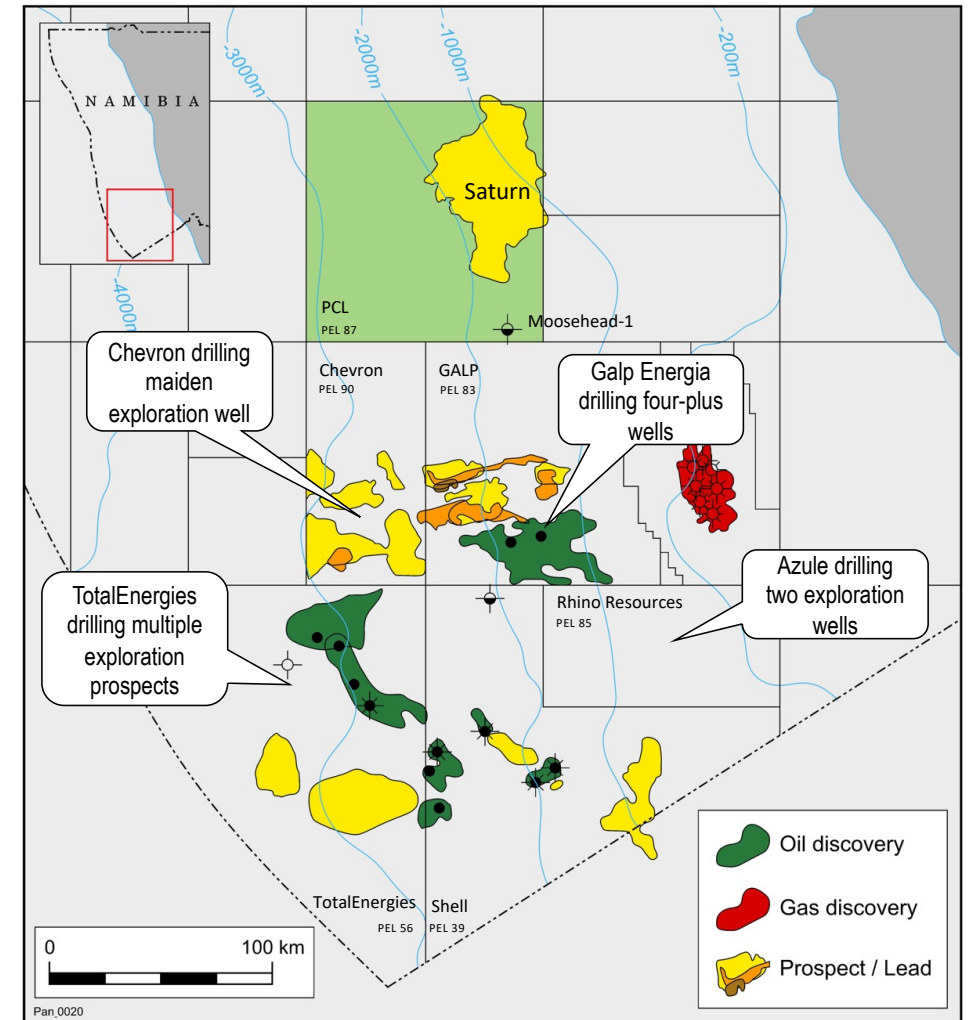 -3000m
-2000m
-1000m
-200m
NAMIBIA
Saturn
-4000m
PCL
PEL 87
Moosehead-1
Chevron drilling
maiden
exploration well
Chevron
PEL 90
GALP
PEL 83
Galp Energia
drilling four-plus
wells
TotalEnergies
drilling multiple
exploration
prospects
Rhino Resources
PEL 85
Azule drilling
two exploration
wells
TotalEnergies
PEL 56
Shell
PEL 39
Oil discovery
Gas discovery
Prospect / Lead
0 100 km
Pan_0020